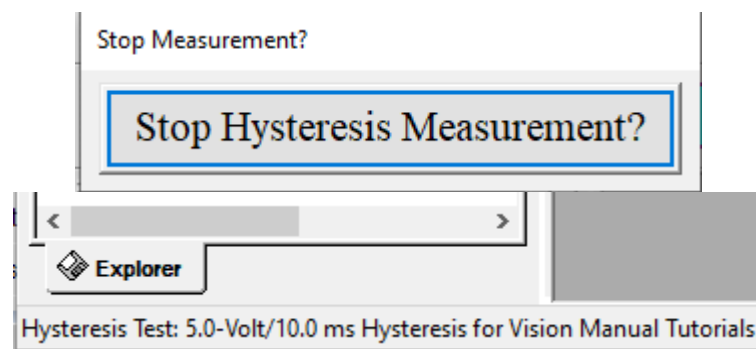 Stop Measurement?
Stop Hysteresis Measurement?
Explorer
Hysteresis Test: 5.0-Volt/10.0 ms Hysteresis for Vision Manual Tutorials